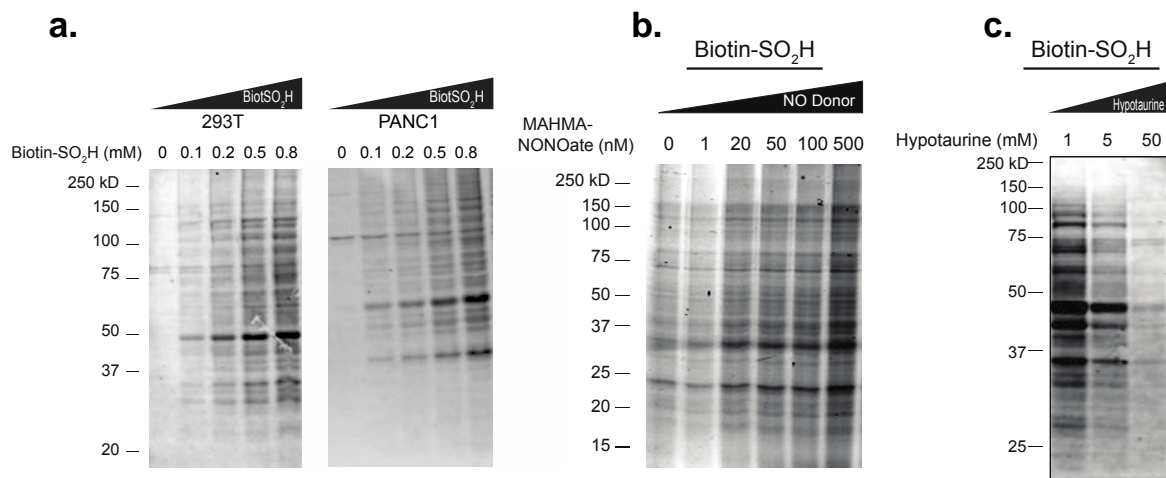 a.
BiotSO2H
BiotSO2H
293T
PANC1
Biotin-SO2H (mM)
0 0.1 0.2 0.5 0.8
0 0.1 0.2 0.5 0.8
250 kD
150
100
75
50
37
20
b.
Biotin-SO2H
NO Donor
MAHMA-
NONOate (nM)
0 1 20 50 100 500
250 kD
150
100
75
50
37
25
20
15
c.
Biotin-SO2H
Hypotaurine
Hypotaurine (mM)
1 5 50
250 kD
150
100
75
50
37
25